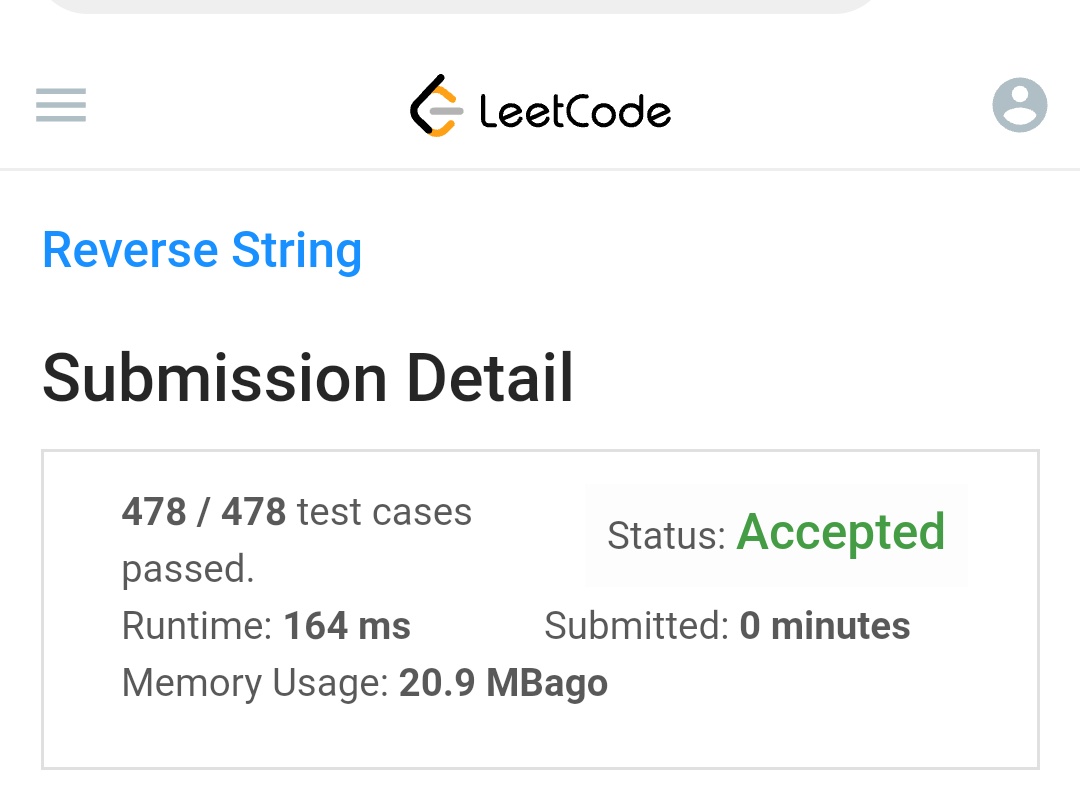 LeetCode
Reverse String
Submission Detail
478 / 478 test cases
passed.
Status: Accepted
Runtime: 164 ms
Submitted: 0 minutes
Memory Usage: 20.9 MBago